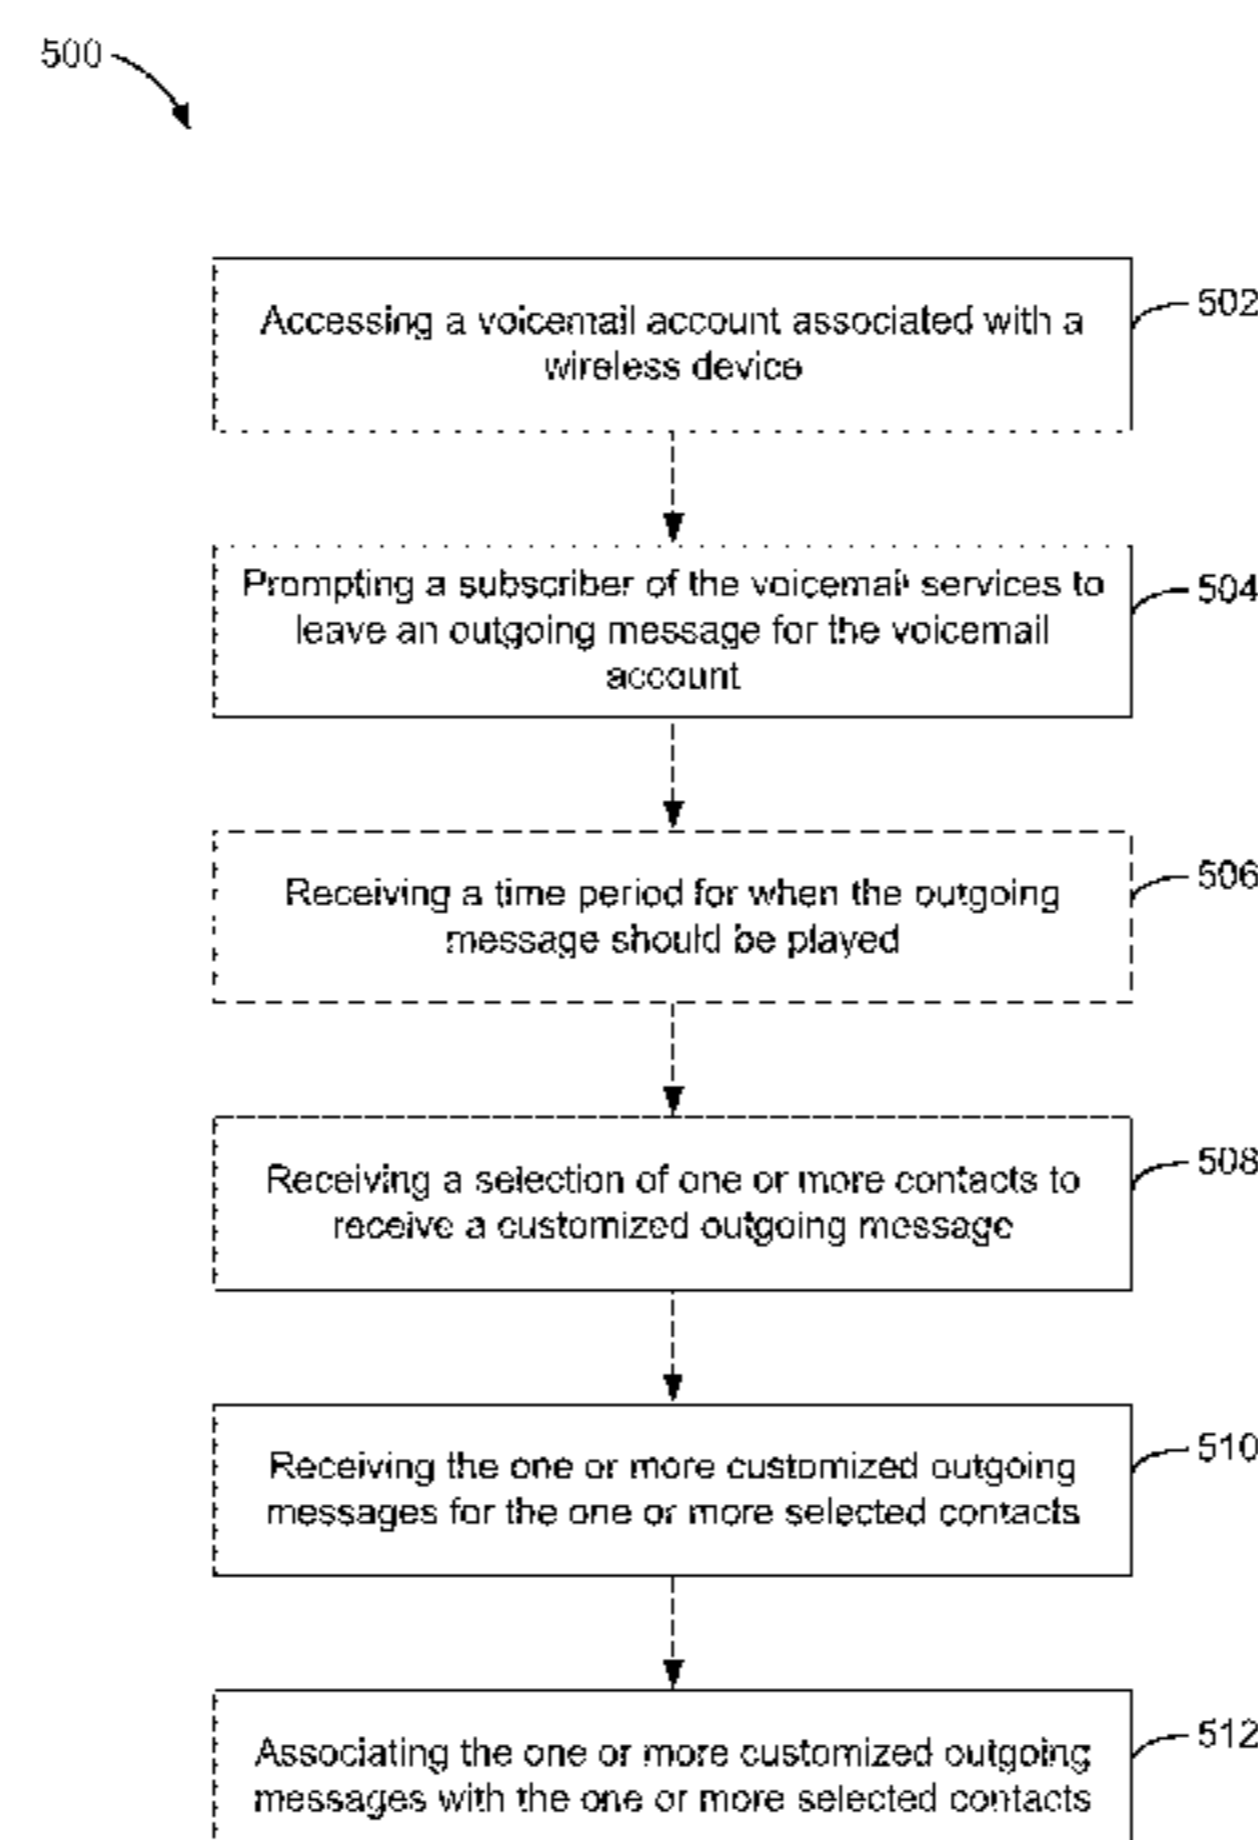 500
Accessing a voicemail account associated with a
wireless device
502
Prompting a subscriber of the voicemail services to
leave an outgoing message for the voicemail
account
504
Receiving a time period for when the outgoing
message should be played
506
Receiving a selection of one or more contacts to
receive a customized outgoing message
508
Receiving the one or more customized outgoing
messages for the one or more selected contacts
510
Associating the one or more customized outgoing
messages with the one or more selected contacts
512